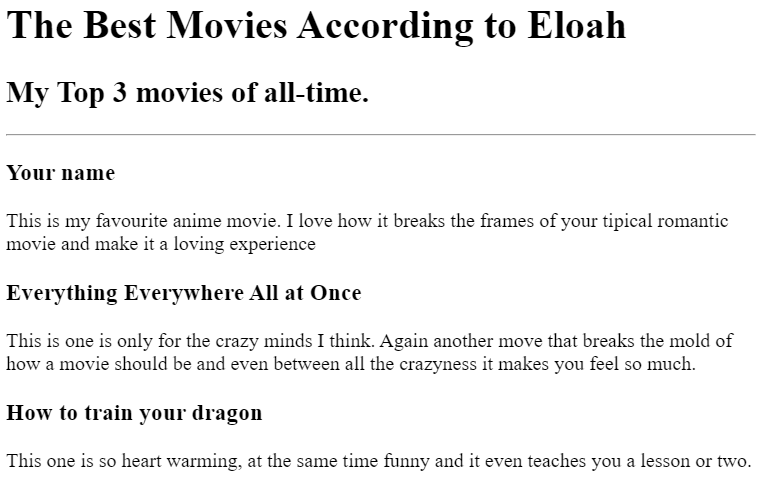 The Best Movies According to Eloah
My Top 3 movies of all-time.
Your name
This is my favourite anime movie. I love how it breaks the frames of your tipical romantic
movie and make it a loving experience
Everything Everywhere All at Once
This is one is only for the crazy minds I think. Again another move that breaks the mold of
how a movie should be and even between all the crazyness it makes you feel so much.
How to train your dragon
This one is so heart warming, at the same time funny and it even teaches you a lesson or two.